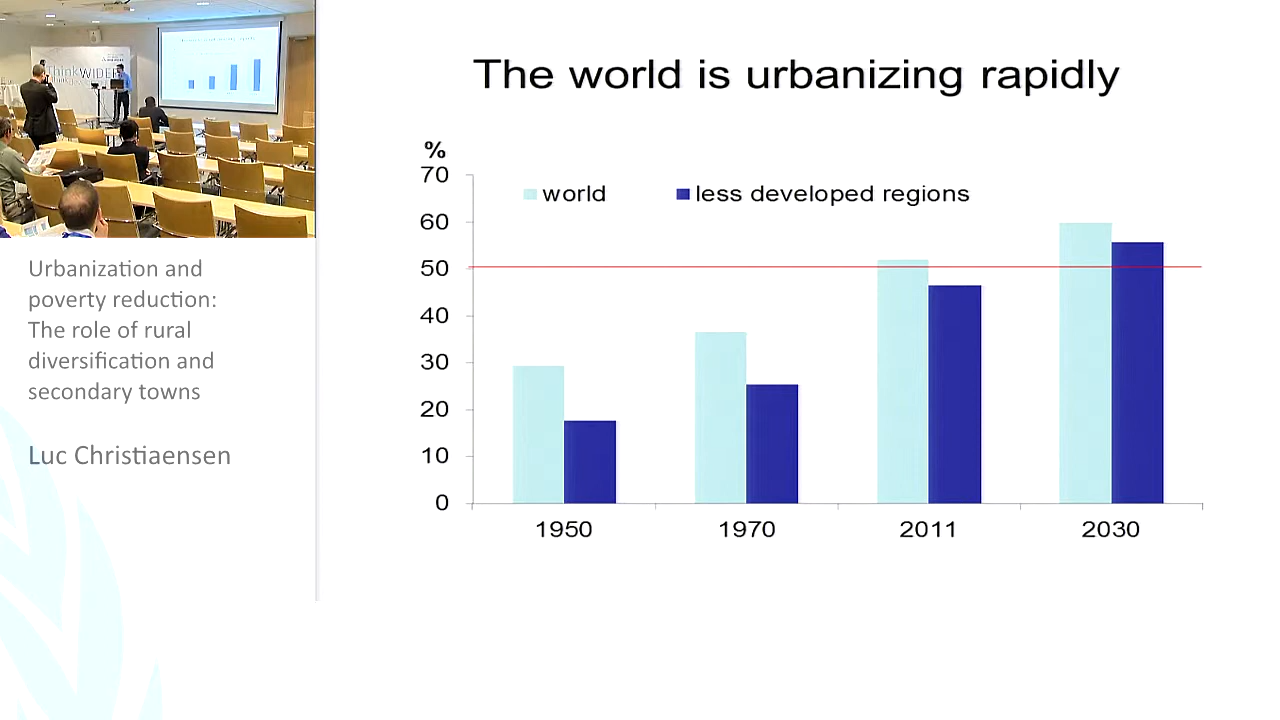 thinkWIDER
Urbanization and
poverty reduction:
The role of rural
diversification and
secondary towns
Luc Christiaensen
The world is urbanizing rapidly
%
70
60
50
40
30
20
10
0
world
less developed regions
1950
1970
2011
2030